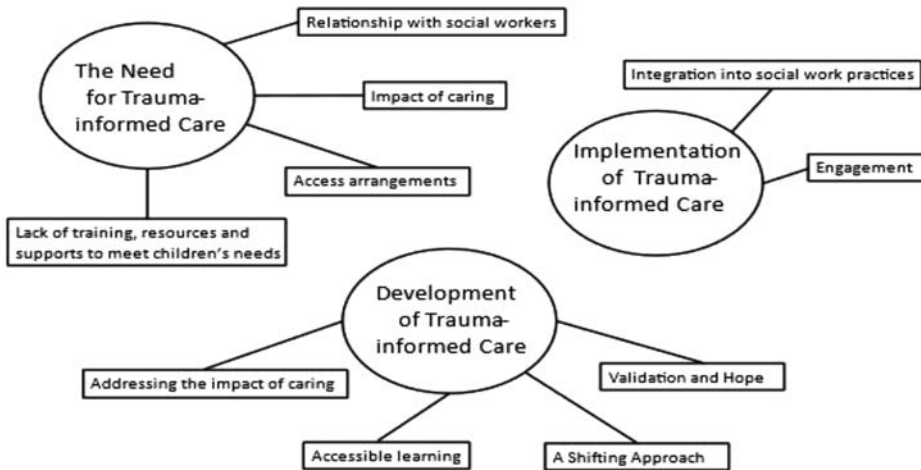 The Need
for Trauma-
informed Care
Relationship with social workers
Impact of caring
Access arrangements
Lack of training, resources and
supports to meet children's needs
Implementation
of Trauma-
informed Care
Integration into social work practices
Engagement
Development
of Trauma-
informed Care
Addressing the impact of caring
Accessible learning
A Shifting Approach
Validation and Hope